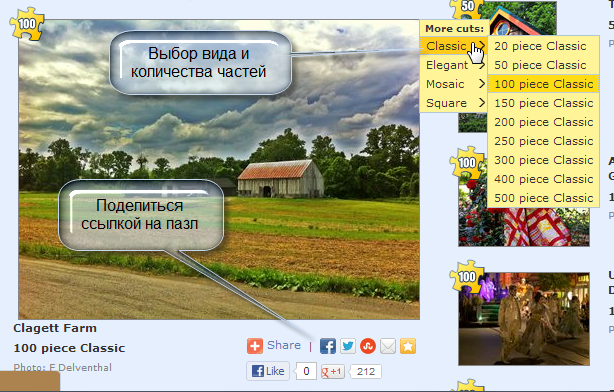 100
50
More cuts:
Classic
Elegant
Mosaic
Square
20 piece Classic
50 piece Classic
100 piece Classic
150 piece Classic
200 piece Classic
250 piece Classic
300 piece Classic
400 piece Classic
500 piece Classic
Выбор вида и
количества частей
Поделиться
ссылкой на пазл
Clagett Farm
100 piece Classic
Photo: F Delventhal
Share
Like 0 +1 212
100
100